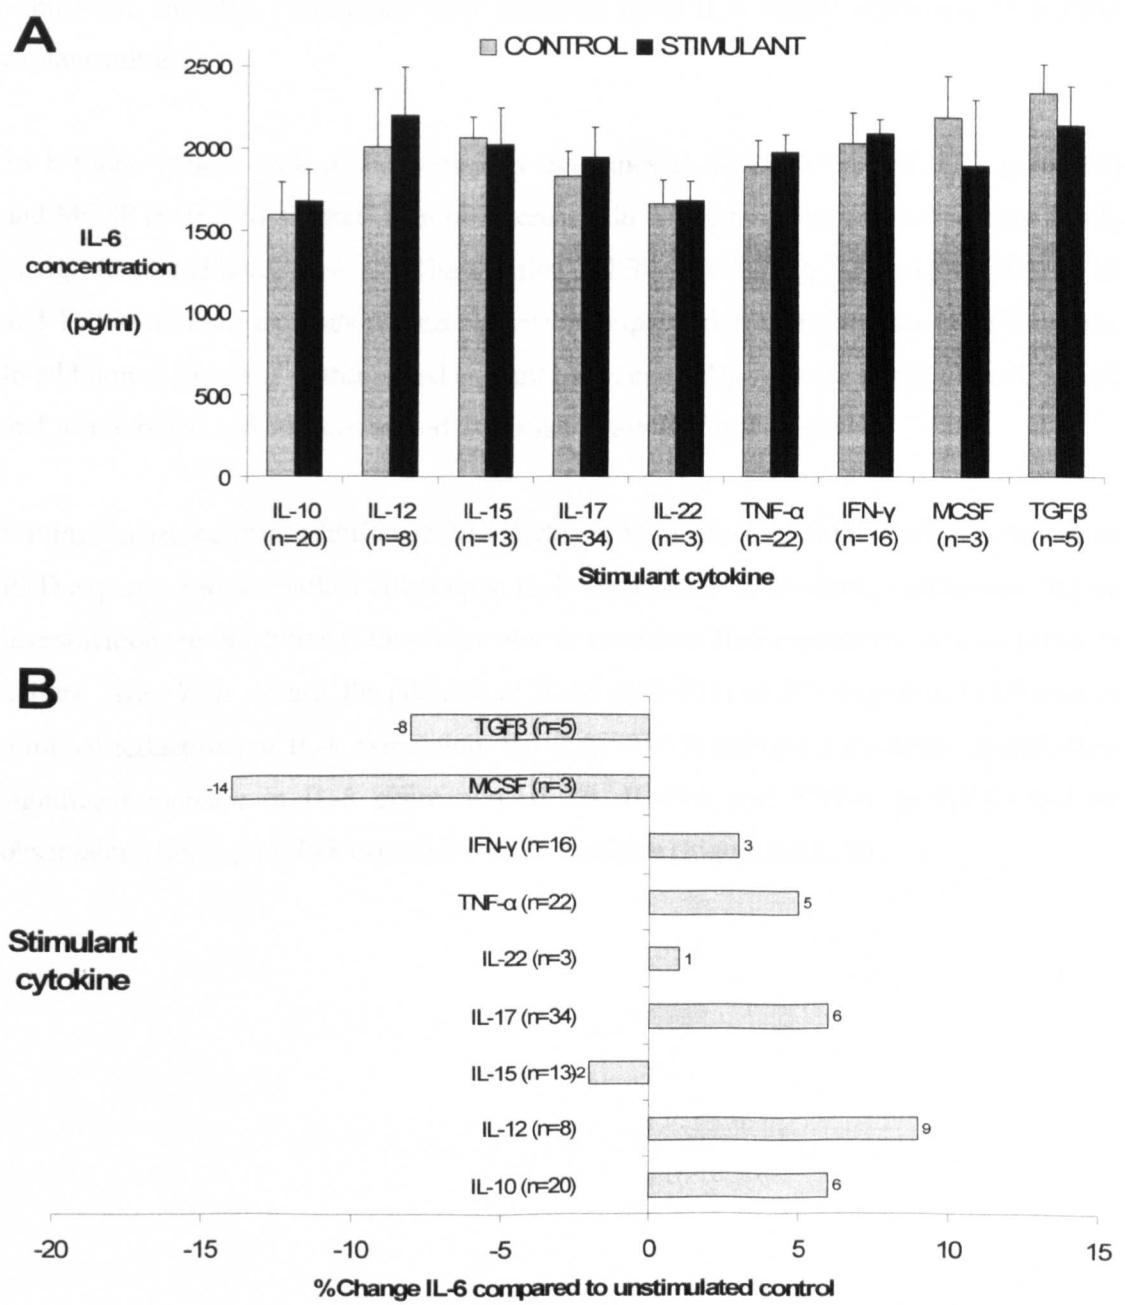 A
CONTROL STIMULANT
2500
2000
1500
1000
500
0
IL-6
concentration
(pg/ml)
IL-10 IL-12 IL-15 IL-17 IL-22 TNF-α IFN-γ MCSF TGFβ
(n=20) (n=8) (n=13) (n=34) (n=3) (n=22) (n=16) (n=3) (n=5)
Stimulant cytokine
B
-8 TGFβ (n=5)
-14 MCSF (n=3)
IFN-γ (n=16) 3
TNF-α (n=22) 5
Stimulant
cytokine
IL-22 (n=3) 1
IL-17 (n=34) 6
IL-15 (n=13) -2
IL-12 (n=8) 9
IL-10 (n=20) 6
-20 -15 -10 -5 0 5 10 15
%Change IL-6 compared to unstimulated control